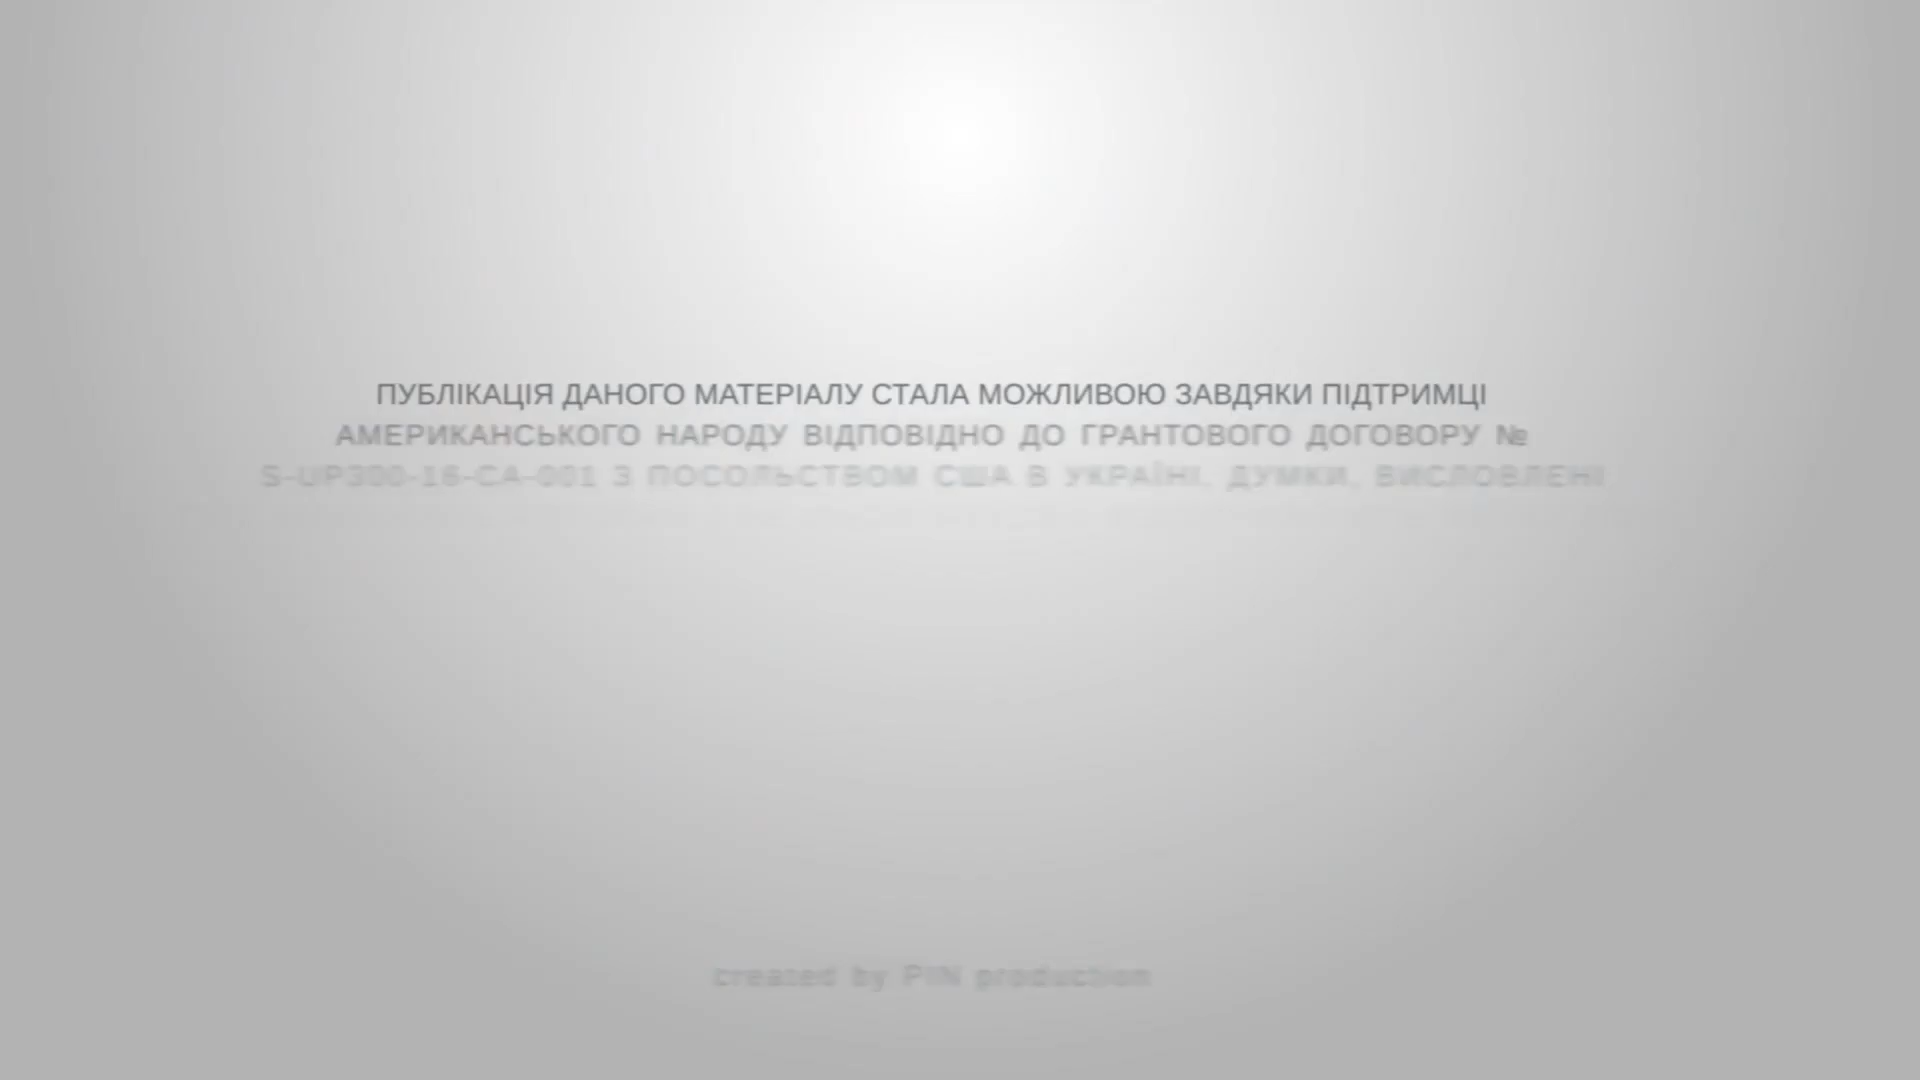 ПУБЛІКАЦІЯ ДАНОГО МАТЕРІАЛУ СТАЛА МОЖЛИВОЮ ЗАВДЯКИ ПІДТРИМЦІ
АМЕРИКАНСЬКОГО НАРОДУ ВІДПОВІДНО ДО ГРАНТОВОГО ДОГОВОРУ №
S-UP300-16-CA-001 З ПОСОЛЬСТВОМ США В УКРАЇНІ. ДУМКИ, ВИСЛОВЛЕНІ
created by PIN production